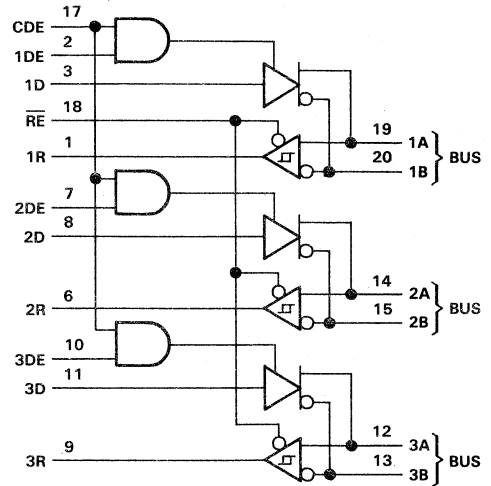 CDE 17
1DE 2
1D 3
R̅E̅ 18
1R 1
19 1A
20 1B
BUS
2DE 7
2D 8
2R 6
14 2A
15 2B
BUS
3DE 10
3D 11
3R 9
12 3A
13 3B
BUS